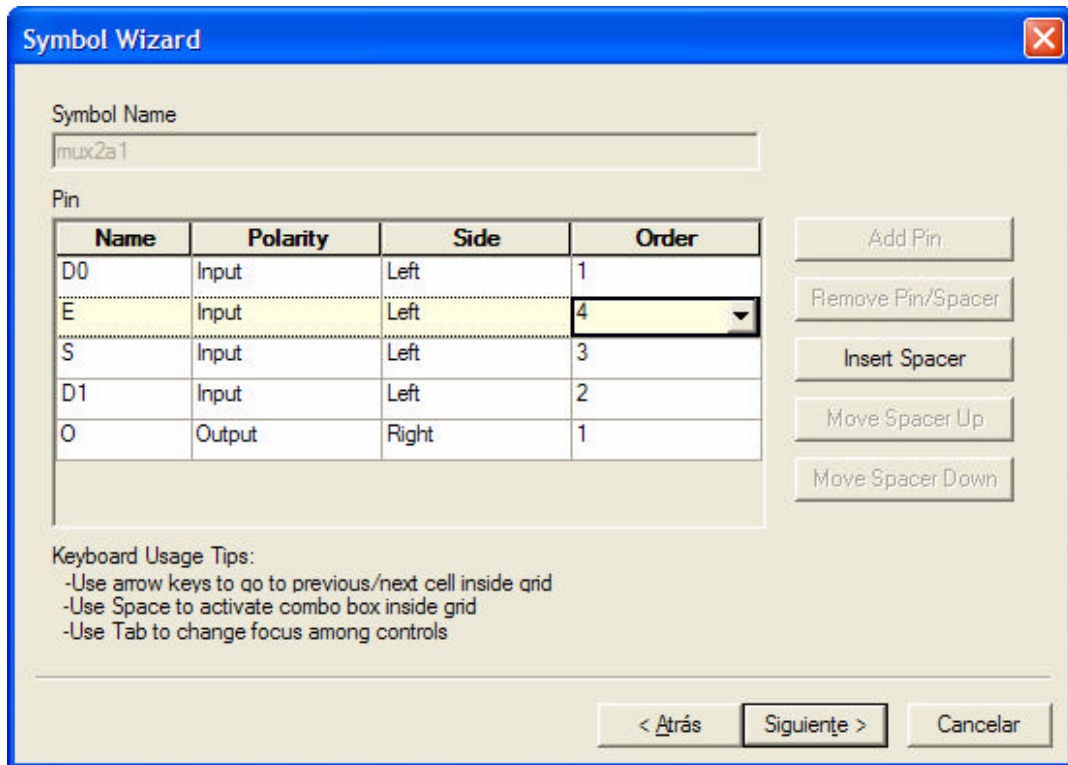 Symbol Wizard
Symbol Name
mux2a1
Pin
Name Polarity Side Order
D0 Input Left 1
E Input Left 4
S Input Left 3
D1 Input Left 2
O Output Right 1
Add Pin
Remove Pin/Spacer
Insert Spacer
Move Spacer Up
Move Spacer Down
Keyboard Usage Tips:
-Use arrow keys to go to previous/next cell inside grid
-Use Space to activate combo box inside grid
-Use Tab to change focus among controls
< Atrás Siguiente > Cancelar